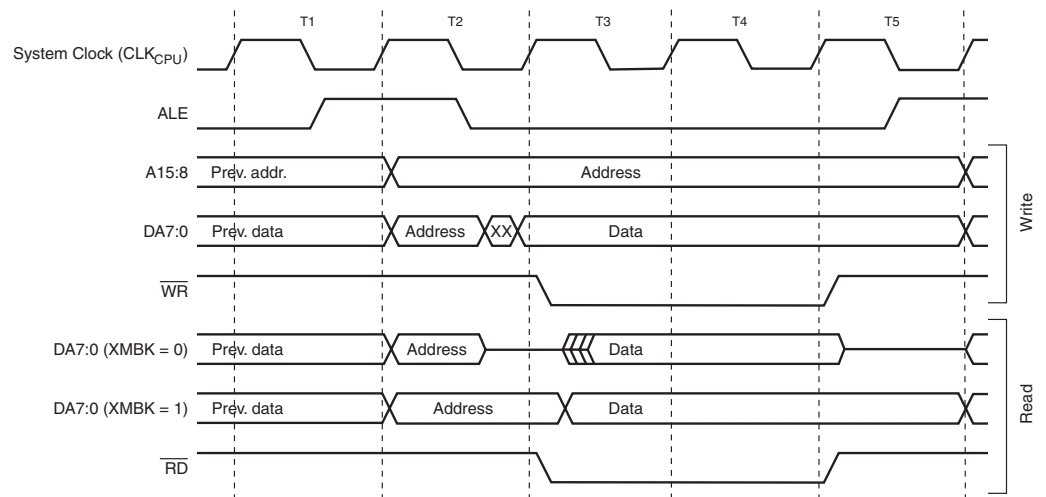 T1 T2 T3 T4 T5
System Clock (CLKCPU)
ALE
A15:8 Prev. addr. Address
DA7:0 Prev. data Address XX Data
WR
Write
DA7:0 (XMBK = 0) Prev. data Address Data
DA7:0 (XMBK = 1) Prev. data Address Data
RD
Read